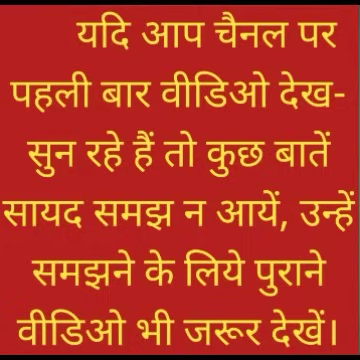 यदि आप चैनल पर
पहली बार वीडिओ देख-
सुन रहे हैं तो कुछ बातें
सायद समझ न आयें, उन्हें
समझने के लिये पुराने
वीडिओ भी जरूर देखें।